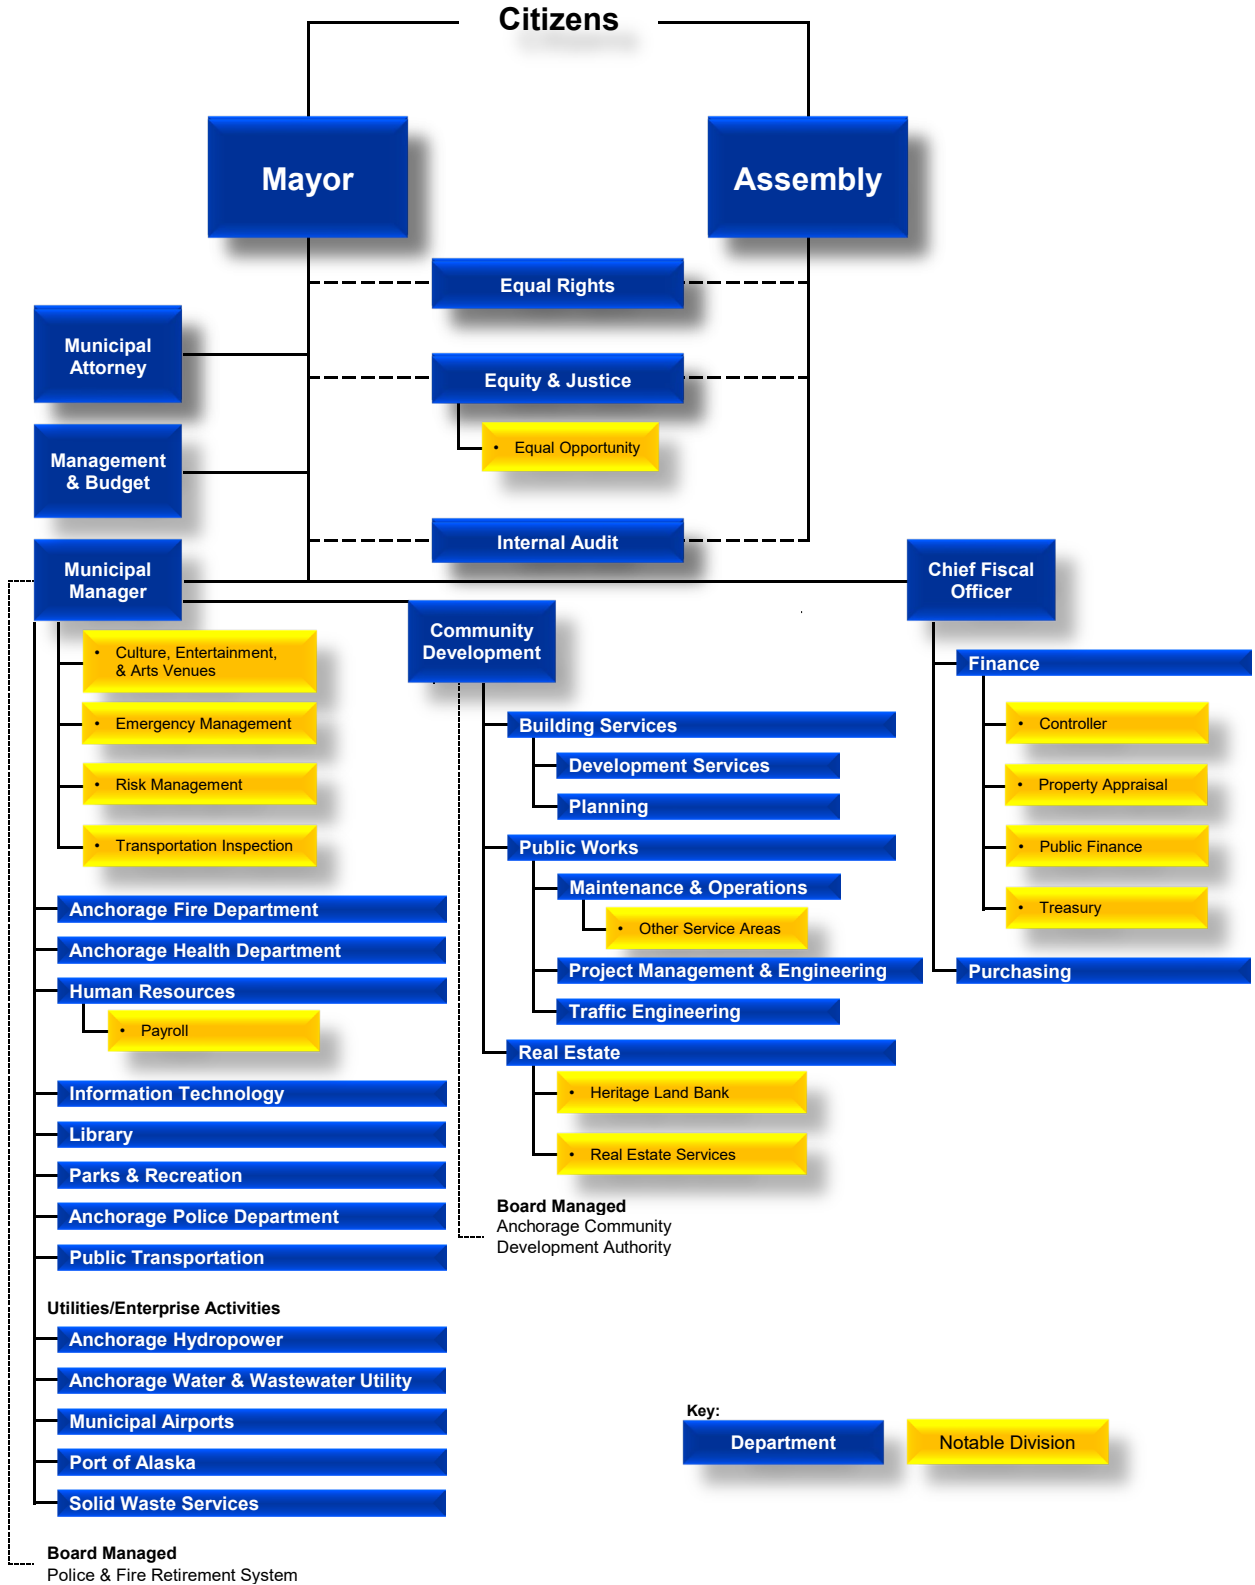 Citizens
Mayor
Assembly
Equal Rights
Municipal
Attorney
Equity & Justice
• Equal Opportunity
Management
& Budget
Internal Audit
Municipal
Manager
Chief Fiscal
Officer
Community
Development
• Culture, Entertainment,
& Arts Venues
• Emergency Management
• Risk Management
• Transportation Inspection
Anchorage Fire Department
Anchorage Health Department
Human Resources
• Payroll
Information Technology
Library
Parks & Recreation
Anchorage Police Department
Public Transportation
Utilities/Enterprise Activities
Anchorage Hydropower
Anchorage Water & Wastewater Utility
Municipal Airports
Port of Alaska
Solid Waste Services
Board Managed
Police & Fire Retirement System
Building Services
Development Services
Planning
Public Works
Maintenance & Operations
• Other Service Areas
Project Management & Engineering
Traffic Engineering
Real Estate
• Heritage Land Bank
• Real Estate Services
Board Managed
Anchorage Community
Development Authority
Finance
• Controller
• Property Appraisal
• Public Finance
• Treasury
Purchasing
Key:
Department
Notable Division